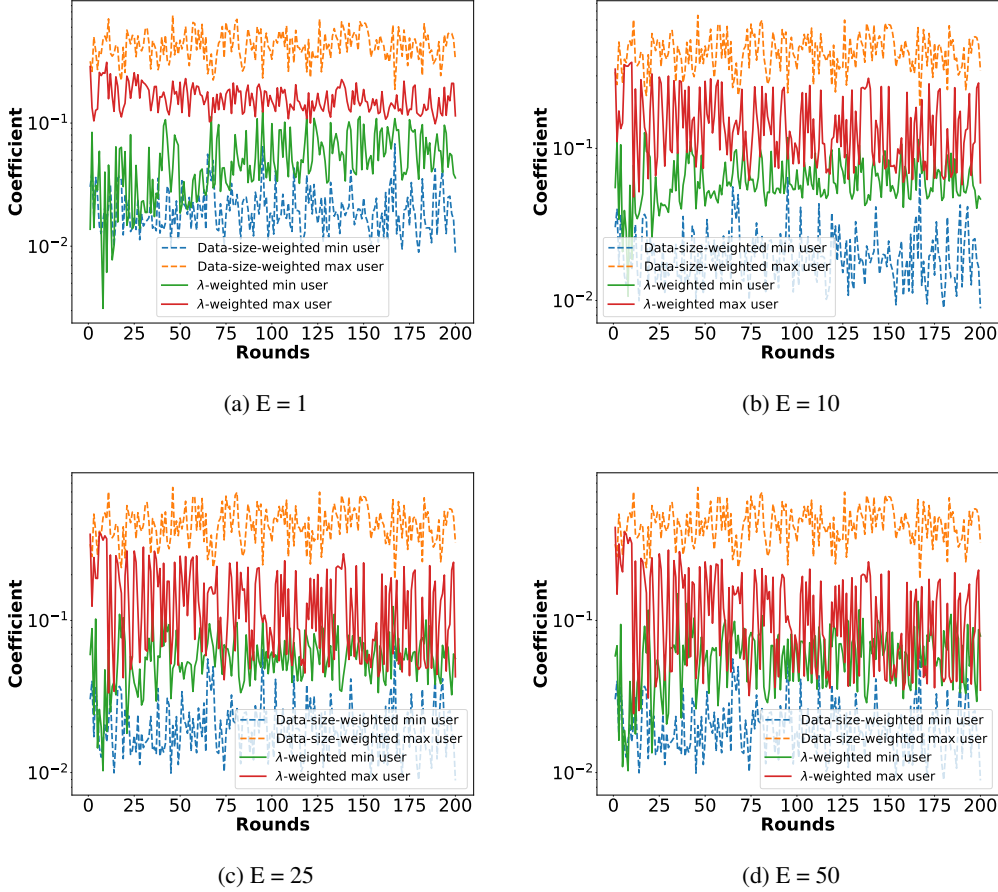 Coefficient
10⁻¹
10⁻²
Data-size-weighted min user
Data-size-weighted max user
λ-weighted min user
λ-weighted max user
0 25 50 75 100 125 150 175 200
Rounds
(a) E = 1
Coefficient
10⁻¹
10⁻²
Data-size-weighted min user
Data-size-weighted max user
λ-weighted min user
λ-weighted max user
0 25 50 75 100 125 150 175 200
Rounds
(b) E = 10
Coefficient
10⁻¹
10⁻²
Data-size-weighted min user
Data-size-weighted max user
λ-weighted min user
λ-weighted max user
0 25 50 75 100 125 150 175 200
Rounds
(c) E = 25
Coefficient
10⁻¹
10⁻²
Data-size-weighted min user
Data-size-weighted max user
λ-weighted min user
λ-weighted max user
0 25 50 75 100 125 150 175 200
Rounds
(d) E = 50